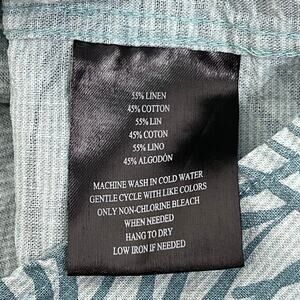 55% LINEN
45% COTTON
55% LIN
45% COTON
55% LINO
45% ALGODÓN
MACHINE WASH IN COLD WATER
GENTLE CYCLE WITH LIKE COLORS
ONLY NON-CHLORINE BLEACH
WHEN NEEDED
HANG TO DRY
LOW IRON IF NEEDED